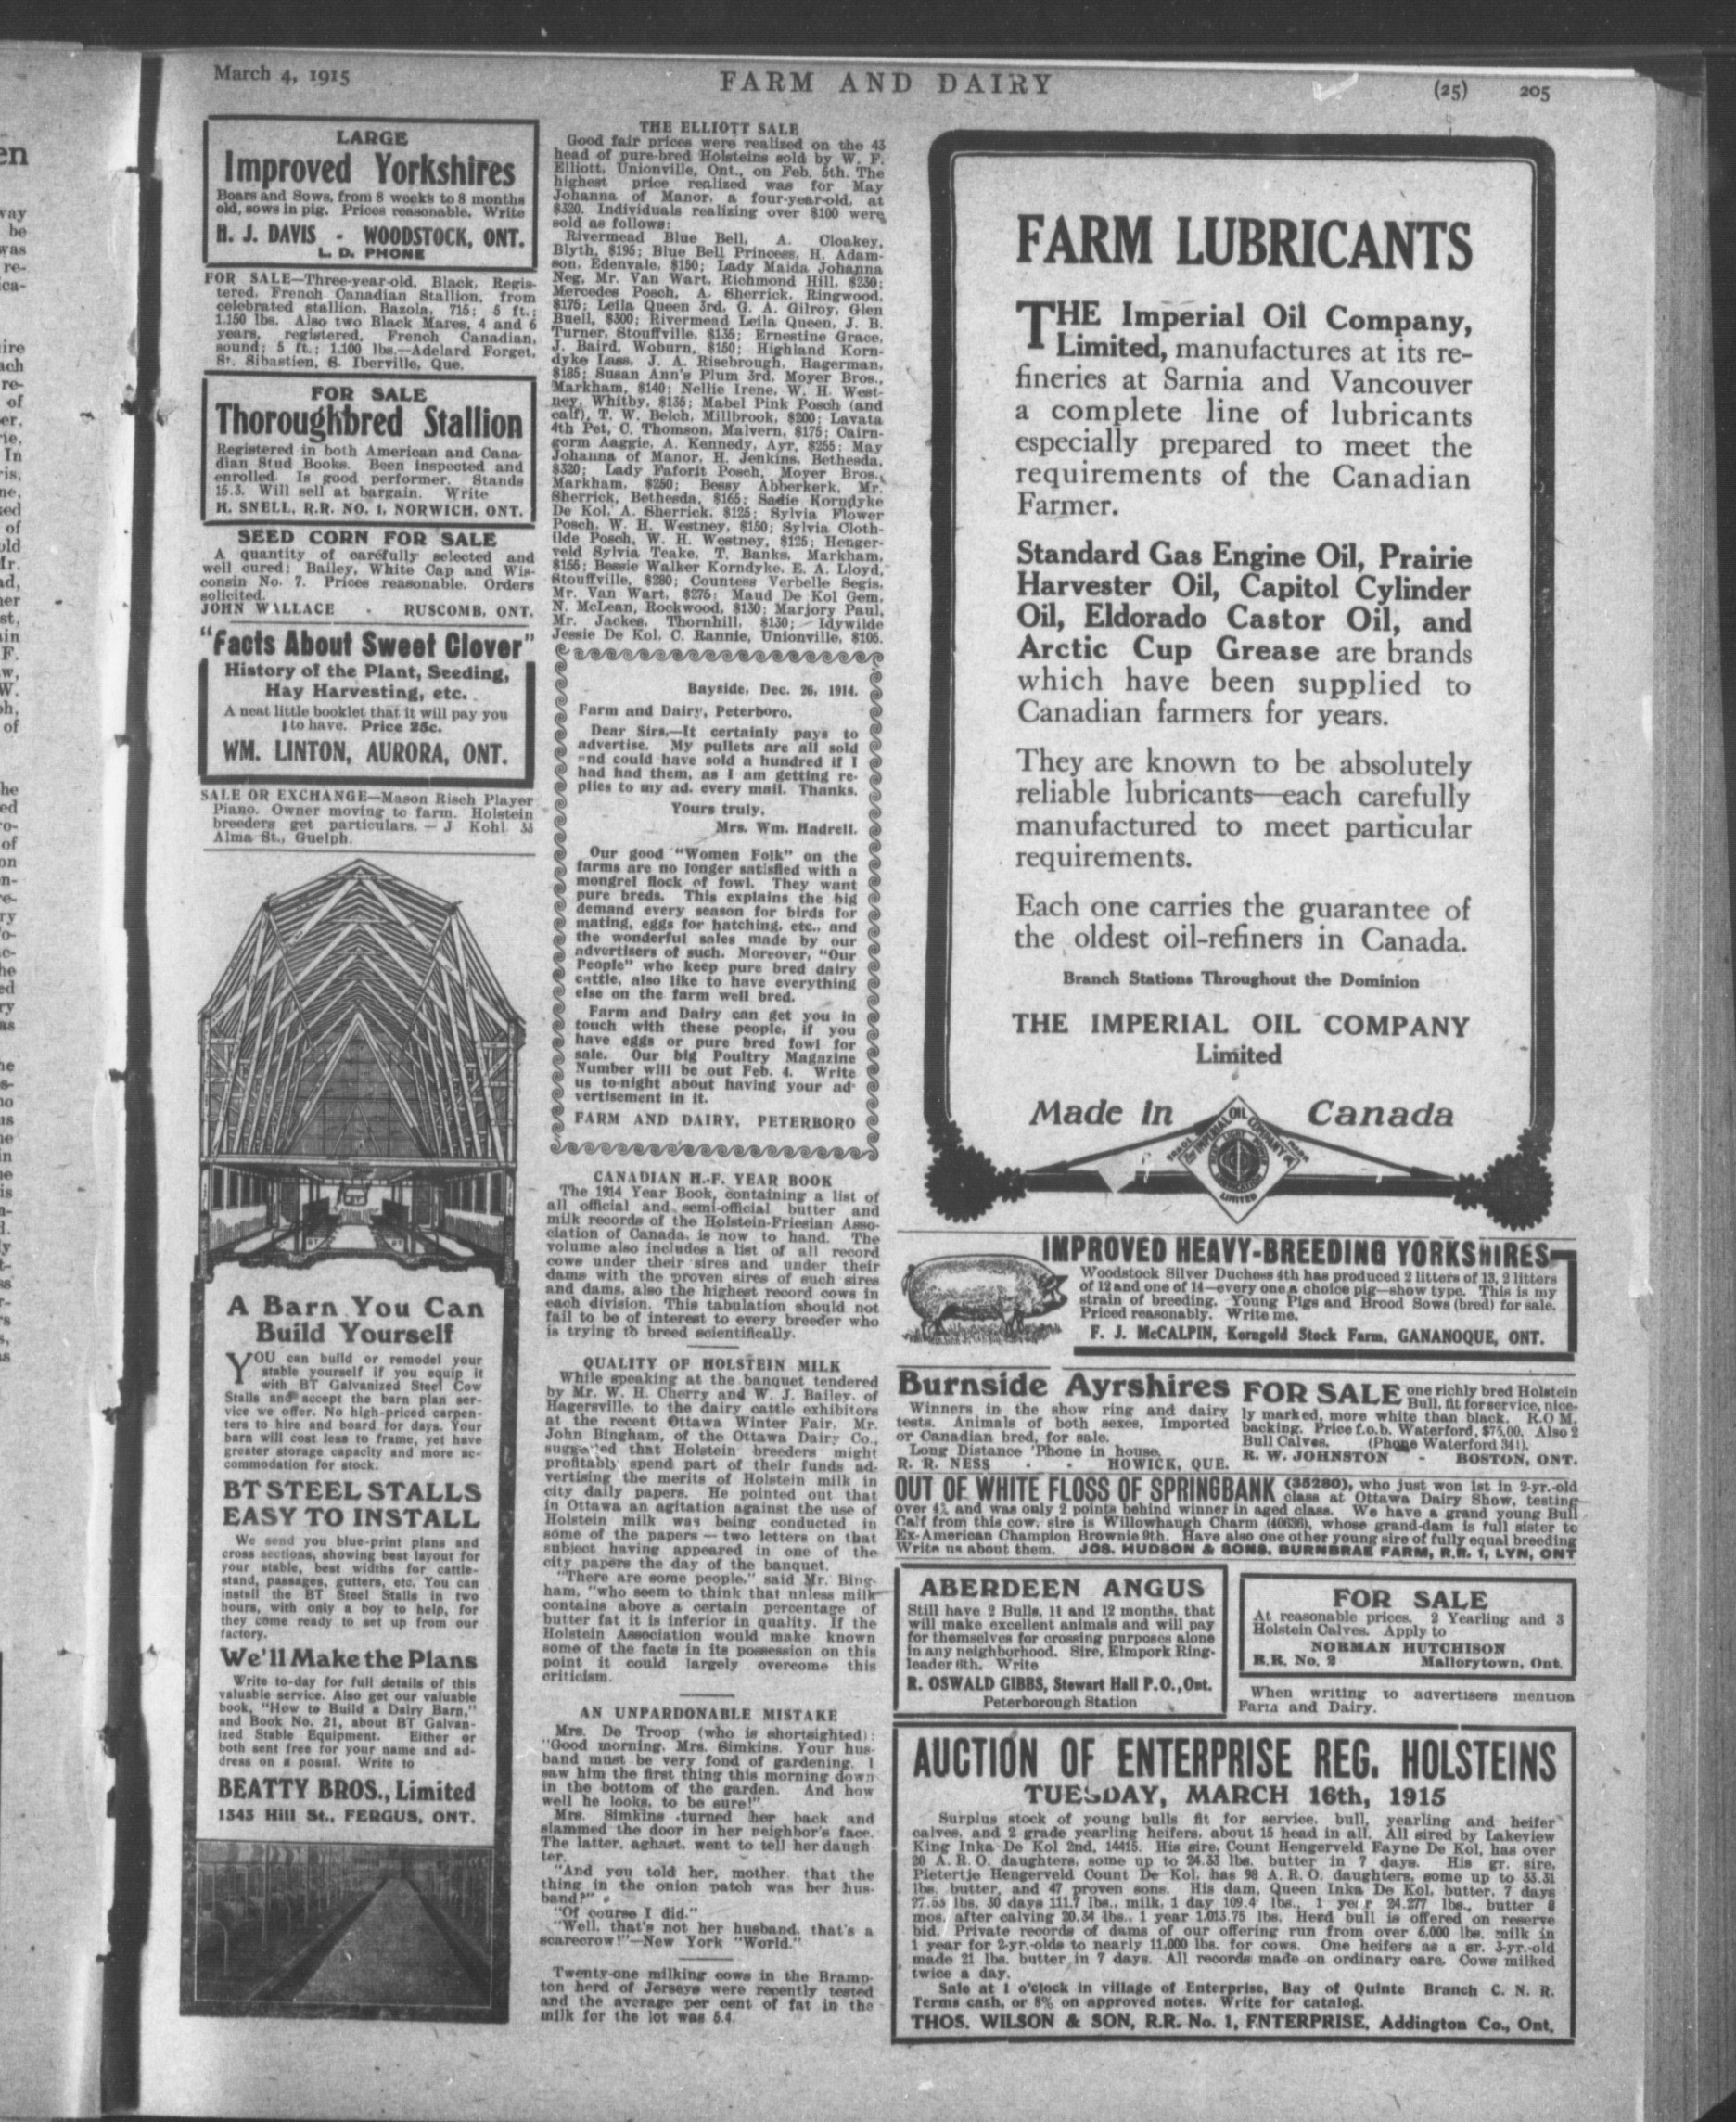 March 4, 1915
FARM AND DAIRY
(25) 205
LARGE
Improved Yorkshires
Boars and Sows, from 8 weeks to 8 months
old, sows in pig. Prices reasonable. Write
H. J. DAVIS - WOODSTOCK, ONT.
L. D. PHONE
FOR SALE—Three-year-old, Black, Regis-
tered, French Canadian Stallion, from
celebrated stallion, Bazola, 715; 5 ft.;
1.150 lbs. Also two Black Mares, 4 and 6
years, registered, French Canadian,
sound; 5 ft.; 1.100 lbs.—Adelard Forget,
St. Sibastien, S. Iberville, Que.
FOR SALE
Thoroughbred Stallion
Registered in both American and Cana-
dian Stud Books. Been inspected and
enrolled. Is good performer. Stands
15.3. Will sell at bargain. Write
H. SNELL, R.R. NO. 1, NORWICH, ONT.
SEED CORN FOR SALE
A quantity of carefully selected and
well cured; Bailey, White Cap and Wis-
consin No. 7. Prices reasonable. Orders
solicited.
JOHN WALLACE - RUSCOMB, ONT.
"Facts About Sweet Clover"
History of the Plant, Seeding,
Hay Harvesting, etc.
A neat little booklet that it will pay you
to have. Price 25c.
WM. LINTON, AURORA, ONT.
SALE OR EXCHANGE—Mason Risch Player
Piano. Owner moving to farm. Holstein
breeders get particulars. — J Kohl 33
Alma St., Guelph.
A Barn You Can
Build Yourself
YOU can build or remodel your
stable yourself if you equip it
with BT Galvanized Steel Cow
Stalls and accept the barn plan ser-
vice we offer. No high-priced carpen-
ters to hire and board for days. Your
barn will cost less to frame, yet have
greater storage capacity and more ac-
commodation for stock.
BT STEEL STALLS
EASY TO INSTALL
We send you blue-print plans and
cross sections, showing best layout for
your stable, best widths for cattle-
stand, passages, gutters, etc. You can
install the BT Steel Stalls in two
hours, with only a boy to help, for
they come ready to set up from our
factory.
We'll Make the Plans
Write to-day for full details of this
valuable service. Also get our valuable
book, "How to Build a Dairy Barn,"
and Book No. 21, about BT Galvan-
ized Stable Equipment. Either or
both sent free for your name and ad-
dress on a postal. Write to
BEATTY BROS., Limited
1343 Hill St., FERGUS, ONT.
THE ELLIOTT SALE
Good fair prices were realized on the 43
head of pure-bred Holsteins sold by W. F.
Elliott, Unionville, Ont., on Feb. 5th. The
highest price realized was for May
Johanna of Manor, a four-year-old, at
$320. Individuals realizing over $100 were
sold as follows:
Rivermead Blue Bell, A. Cloakey,
Blyth, $195; Blue Bell Princess, H. Adam-
son, Edenvale, $150; Lady Maida Johanna
Neg, Mr. Van Wart, Richmond Hill, $230;
Mercedes Posch, A. Sherrick, Ringwood,
$175; Leila Queen 3rd, G. A. Gilroy, Glen
Buell, $300; Rivermead Leila Queen, J. B.
Turner, Stouffville, $135; Ernestine Grace,
J. Baird, Woburn, $150; Highland Korn-
dyke Lass, J. A. Risebrough, Hagerman,
$185; Susan Ann's Plum 3rd, Moyer Bros.,
Markham, $140; Nellie Irene, W. H. West-
ney, Whitby, $135; Mabel Pink Posch (and
calf), T. W. Belch, Millbrook, $200; Lavata
4th Pet, C. Thomson, Malvern, $175; Cairn-
gorm Aaggie, A. Kennedy, Ayr, $255; May
Johanna of Manor, H. Jenkins, Bethesda,
$320; Lady Faforit Posch, Moyer Bros.,
Markham, $250; Bessy Abberkerk, Mr.
Sherrick, Bethesda, $165; Sadie Korndyke
De Kol, A. Sherrick, $125; Sylvia Flower
Posch, W. H. Westney, $150; Sylvia Cloth-
ilde Posch, W. H. Westney, $125; Henger-
veld Sylvia Teake, T. Banks, Markham,
$155; Bessie Walker Korndyke, E. A. Lloyd,
Stouffville, $280; Countess Verbelle Segis,
Mr. Van Wart, $275; Maud De Kol Gem,
N. McLean, Rockwood, $130; Marjory Paul,
Mr. Jackes, Thornhill, $130; Idywilde
Jessie De Kol, C. Rannie, Unionville, $105.
Bayside, Dec. 26, 1914.
Farm and Dairy, Peterboro.
Dear Sirs,—It certainly pays to
advertise. My pullets are all sold
and could have sold a hundred if I
had had them, as I am getting re-
plies to my ad. every mail. Thanks.
Yours truly,
Mrs. Wm. Hadrell.
Our good "Women Folk" on the
farms are no longer satisfied with a
mongrel flock of fowl. They want
pure breds. This explains the big
demand every season for birds for
mating, eggs for hatching, etc., and
the wonderful sales made by our
advertisers of such. Moreover, "Our
People" who keep pure bred dairy
cattle, also like to have everything
else on the farm well bred.
Farm and Dairy can get you in
touch with these people, if you
have eggs or pure bred fowl for
sale. Our big Poultry Magazine
Number will be out Feb. 4. Write
us to-night about having your ad-
vertisement in it.
FARM AND DAIRY, PETERBORO
CANADIAN H.-F. YEAR BOOK
The 1914 Year Book, containing a list of
all official and semi-official butter and
milk records of the Holstein-Friesian Asso-
ciation of Canada, is now to hand. The
volume also includes a list of all record
cows under their sires and under their
dams with the proven sires of such sires
and dams, also the highest record cows in
each division. This tabulation should not
fail to be of interest to every breeder who
is trying to breed scientifically.
QUALITY OF HOLSTEIN MILK
While speaking at the banquet tendered
by Mr. W. H. Cherry and W. J. Bailey, of
Hagersville, to the dairy cattle exhibitors
at the recent Ottawa Winter Fair, Mr.
John Bingham, of the Ottawa Dairy Co.,
suggested that Holstein breeders might
profitably spend part of their funds ad-
vertising the merits of Holstein milk in
city daily papers. He pointed out that
in Ottawa an agitation against the use of
Holstein milk was being conducted in
some of the papers — two letters on that
subject having appeared in one of the
city papers the day of the banquet.
"There are some people," said Mr. Bing-
ham, "who seem to think that unless milk
contains above a certain percentage of
butter fat it is inferior in quality. If the
Holstein Association would make known
some of the facts in its possession on this
point it could largely overcome this
criticism.
AN UNPARDONABLE MISTAKE
Mrs. De Troop (who is shortsighted):
"Good morning, Mrs. Simkins. Your hus-
band must be very fond of gardening. I
saw him the first thing this morning down
in the bottom of the garden. And how
well he looks, to be sure!"
Mrs. Simkins turned her back and
slammed the door in her neighbor's face.
The latter, aghast, went to tell her daugh
ter.
"And you told her, mother, that the
thing in the onion patch was her hus-
band?"
"Of course I did."
"Well, that's not her husband, that's a
scarecrow!"—New York "World."
Twenty-one milking cows in the Bramp-
ton herd of Jerseys were recently tested
and the average per cent of fat in the
milk for the lot was 5.4.
FARM LUBRICANTS
THE Imperial Oil Company,
Limited, manufactures at its re-
fineries at Sarnia and Vancouver
a complete line of lubricants
especially prepared to meet the
requirements of the Canadian
Farmer.
Standard Gas Engine Oil, Prairie
Harvester Oil, Capitol Cylinder
Oil, Eldorado Castor Oil, and
Arctic Cup Grease are brands
which have been supplied to
Canadian farmers for years.
They are known to be absolutely
reliable lubricants—each carefully
manufactured to meet particular
requirements.
Each one carries the guarantee of
the oldest oil-refiners in Canada.
Branch Stations Throughout the Dominion
THE IMPERIAL OIL COMPANY
Limited
Made in Canada
IMPERIAL OIL COMPANY
LIMITED
IMPROVED HEAVY-BREEDING YORKSHIRES
Woodstock Silver Duchess 4th has produced 2 litters of 13, 2 litters
of 12 and one of 14—every one a choice pig—show type. This is my
strain of breeding. Young Pigs and Brood Sows (bred) for sale.
Priced reasonably. Write me.
F. J. McCALPIN, Korngold Stock Farm, GANANOQUE, ONT.
Burnside Ayrshires
Winners in the show ring and dairy
tests. Animals of both sexes, Imported
or Canadian bred, for sale.
Long Distance 'Phone in house.
R. R. NESS - - HOWICK, QUE.
FOR SALE one richly bred Holstein
Bull, fit for service, nice-
ly marked, more white than black. R.O M.
backing. Price f.o.b. Waterford, $75.00. Also 2
Bull Calves. (Phone Waterford 341).
R. W. JOHNSTON - BOSTON, ONT.
OUT OF WHITE FLOSS OF SPRINGBANK (35280), who just won 1st in 2-yr.-old
class at Ottawa Dairy Show, testing
over 4% and was only 2 points behind winner in aged class. We have a grand young Bull
Calf from this cow, sire is Willowhaugh Charm (40636), whose grand-dam is full sister to
Ex-American Champion Brownie 9th. Have also one other young sire of fully equal breeding
Write us about them. JOS. HUDSON & SONS. BURNBRAE FARM, R.R. 1, LYN, ONT
ABERDEEN ANGUS
Still have 2 Bulls, 11 and 12 months, that
will make excellent animals and will pay
for themselves for crossing purposes alone
in any neighborhood. Sire, Elmpork Ring-
leader 6th. Write
R. OSWALD GIBBS, Stewart Hall P.O., Ont.
Peterborough Station
FOR SALE
At reasonable prices. 2 Yearling and 3
Holstein Calves. Apply to
NORMAN HUTCHISON
R.R. No. 2 Mallorytown, Ont.
When writing to advertisers mention
Farm and Dairy.
AUCTION OF ENTERPRISE REG. HOLSTEINS
TUESDAY, MARCH 16th, 1915
Surplus stock of young bulls fit for service, bull, yearling and heifer
calves, and 2 grade yearling heifers, about 15 head in all. All sired by Lakeview
King Inka De Kol 2nd, 14415. His sire, Count Hengerveld Fayne De Kol, has over
20 A. R. O. daughters, some up to 24.33 lbs. butter in 7 days. His gr. sire,
Pietertje Hengerveld Count De Kol, has 98 A. R. O. daughters, some up to 33.31
lbs. butter, and 47 proven sons. His dam, Queen Inka De Kol, butter, 7 days
27.53 lbs. 30 days 111.7 lbs., milk, 1 day 109.4 lbs., 1 year 24.277 lbs., butter 8
mos. after calving 20.34 lbs., 1 year 1.013.75 lbs. Herd bull is offered on reserve
bid. Private records of dams of our offering run from over 6,000 lbs. milk in
1 year for 2-yr.-olds to nearly 11,000 lbs. for cows. One heifers as a sr. 3-yr.-old
made 21 lbs. butter in 7 days. All records made on ordinary care. Cows milked
twice a day.
Sale at 1 o'clock in village of Enterprise, Bay of Quinte Branch C. N. R.
Terms cash, or 8% on approved notes. Write for catalog.
THOS. WILSON & SON, R.R. No. 1, ENTERPRISE, Addington Co., Ont.